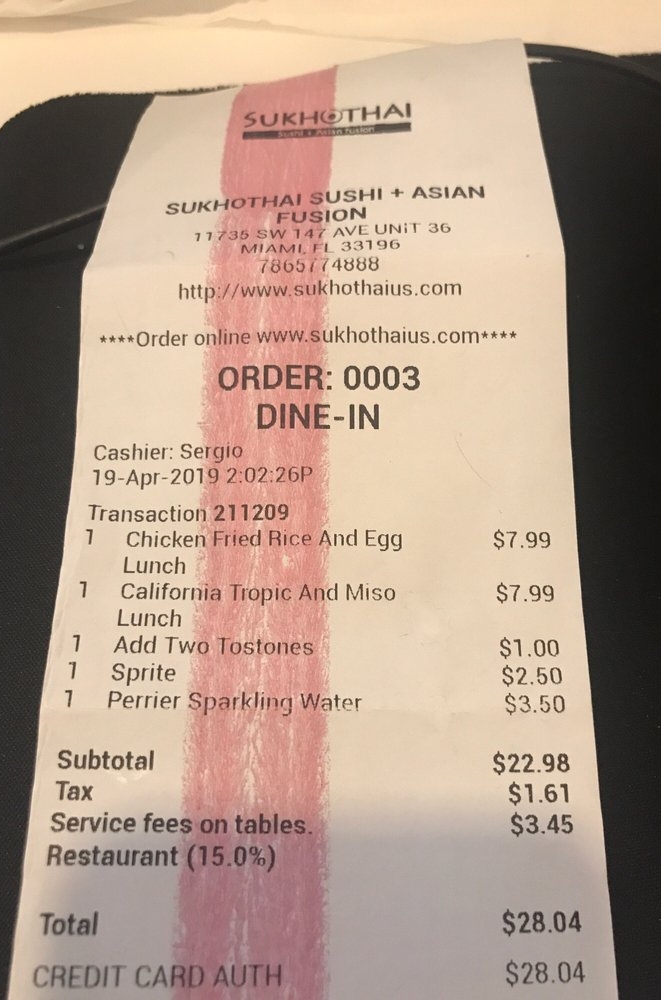 SUKHOTHAI
Sushi + Asian Fusion
SUKHOTHAI SUSHI + ASIAN
FUSION
11735 SW 147 AVE UNiT 36
MIAMI, FL 33196
7865774888
http://www.sukhothaius.com
****Order online www.sukhothaius.com****
ORDER: 0003
DINE-IN
Cashier: Sergio
19-Apr-2019 2:02:26P
Transaction 211209
1 Chicken Fried Rice And Egg $7.99
Lunch
1 California Tropic And Miso $7.99
Lunch
1 Add Two Tostones $1.00
1 Sprite $2.50
1 Perrier Sparkling Water $3.50
Subtotal $22.98
Tax $1.61
Service fees on tables. $3.45
Restaurant (15.0%)
Total $28.04
CREDIT CARD AUTH $28.04